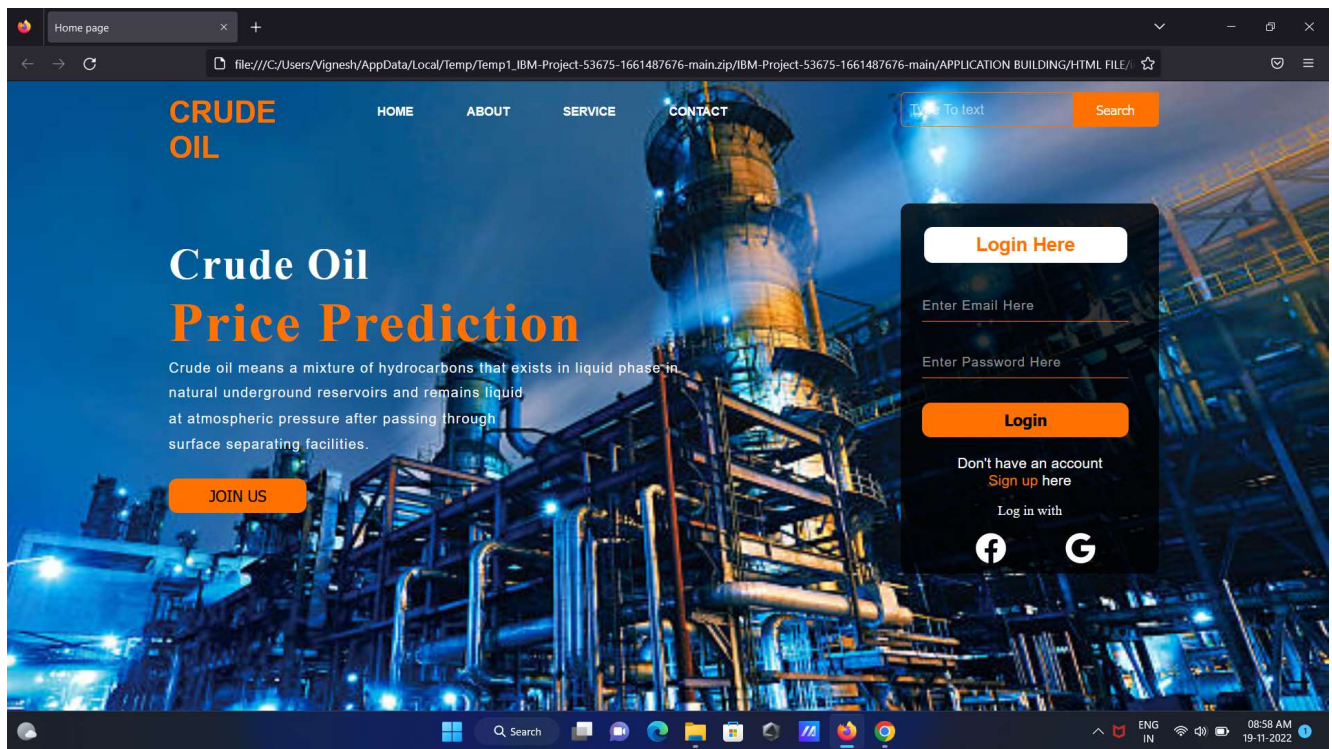 Home page
file:///C:/Users/Vignesh/AppData/Local/Temp/Temp1_IBM-Project-53675-1661487676-main.zip/IBM-Project-53675-1661487676-main/APPLICATION BUILDING/HTML FILE/
CRUDE
OIL
HOME ABOUT SERVICE CONTACT
Type To text Search
Crude Oil
Price Prediction
Crude oil means a mixture of hydrocarbons that exists in liquid phase in
natural underground reservoirs and remains liquid
at atmospheric pressure after passing through
surface separating facilities.
JOIN US
Login Here
Enter Email Here
Enter Password Here
Login
Don't have an account
Sign up here
Log in with
Search
ENG
IN
08:58 AM
19-11-2022
1